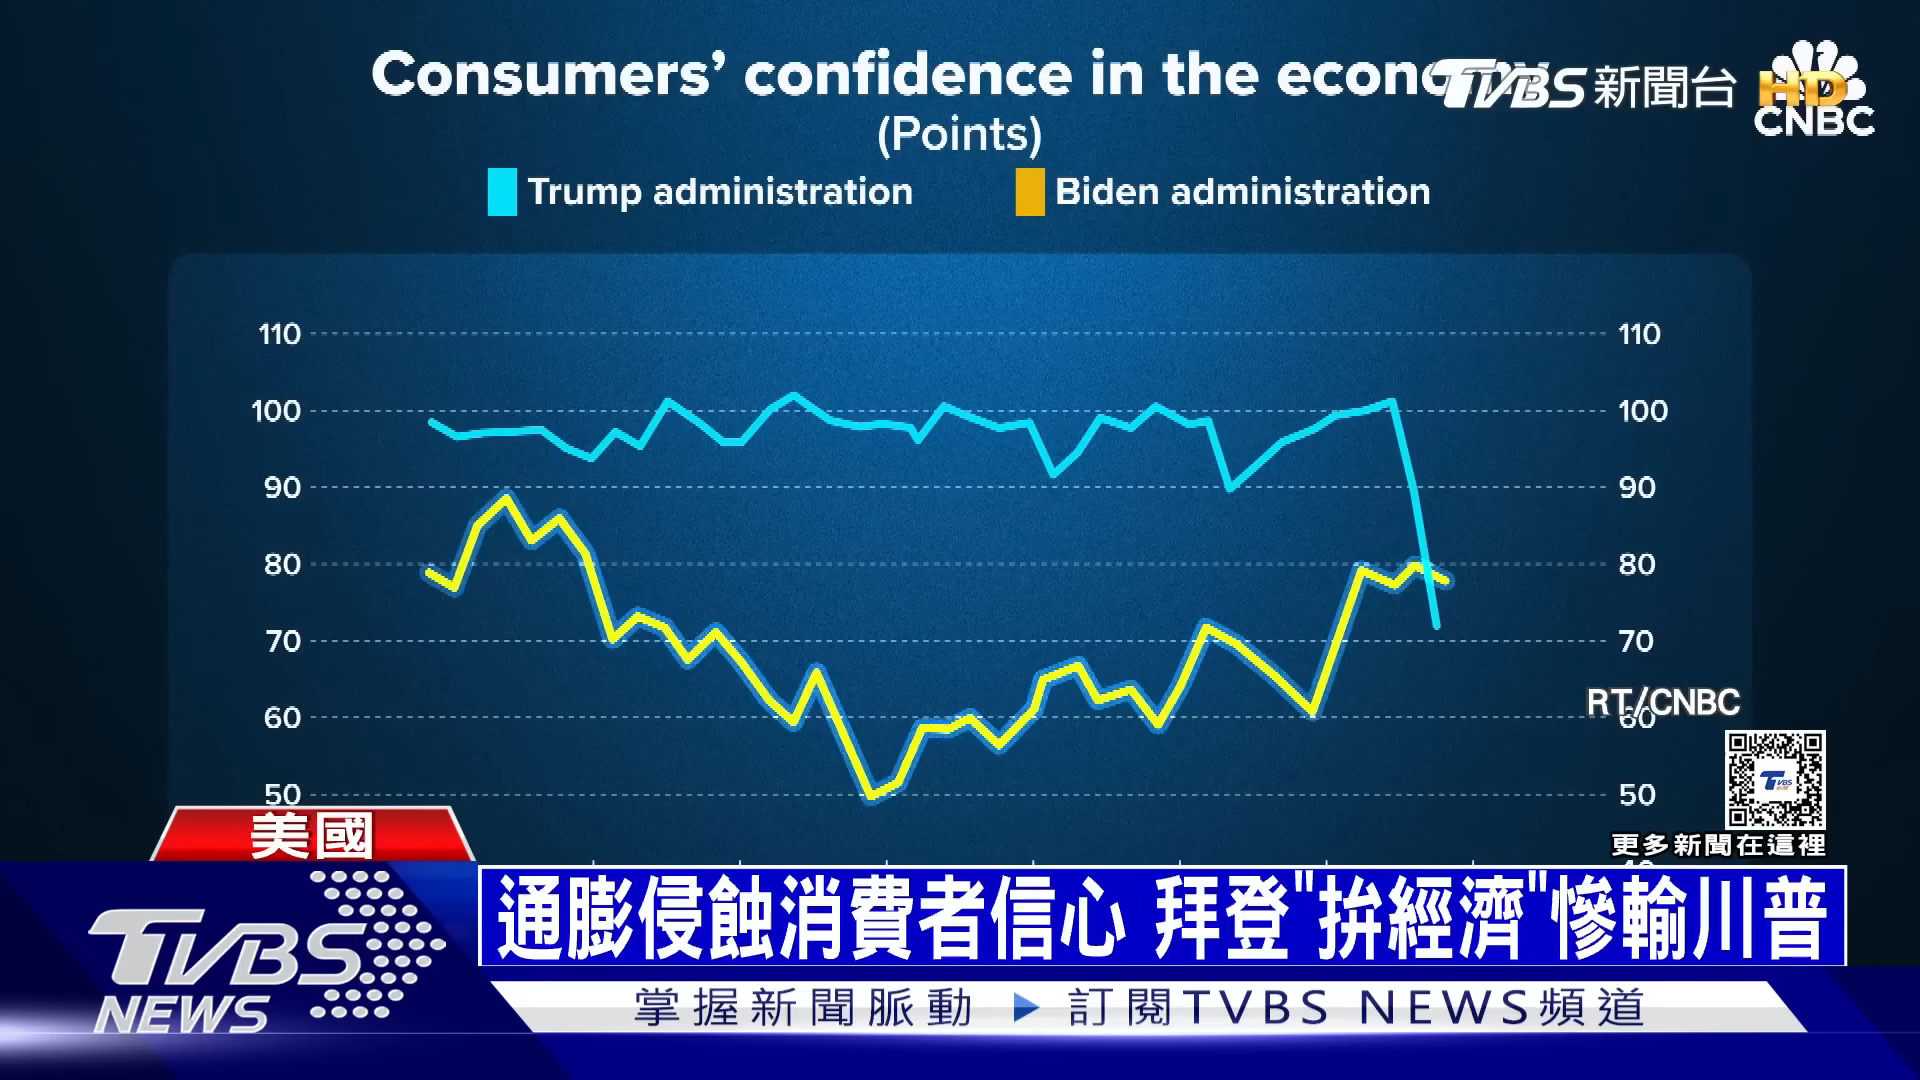 Consumers' confidence in the
TVBS新聞台
HD
CNBC
(Points)
Trump administration
Biden administration
110
110
100
100
90
90
80
80
70
70
RT/CNBC
60
60
50
50
TVBS
更多新聞在這裡
美國
通膨侵蝕消費者信心 拜登"拚經濟"慘輸川普
TVBS
NEWS
掌握新聞脈動 ▶ 訂閱TVBS NEWS頻道